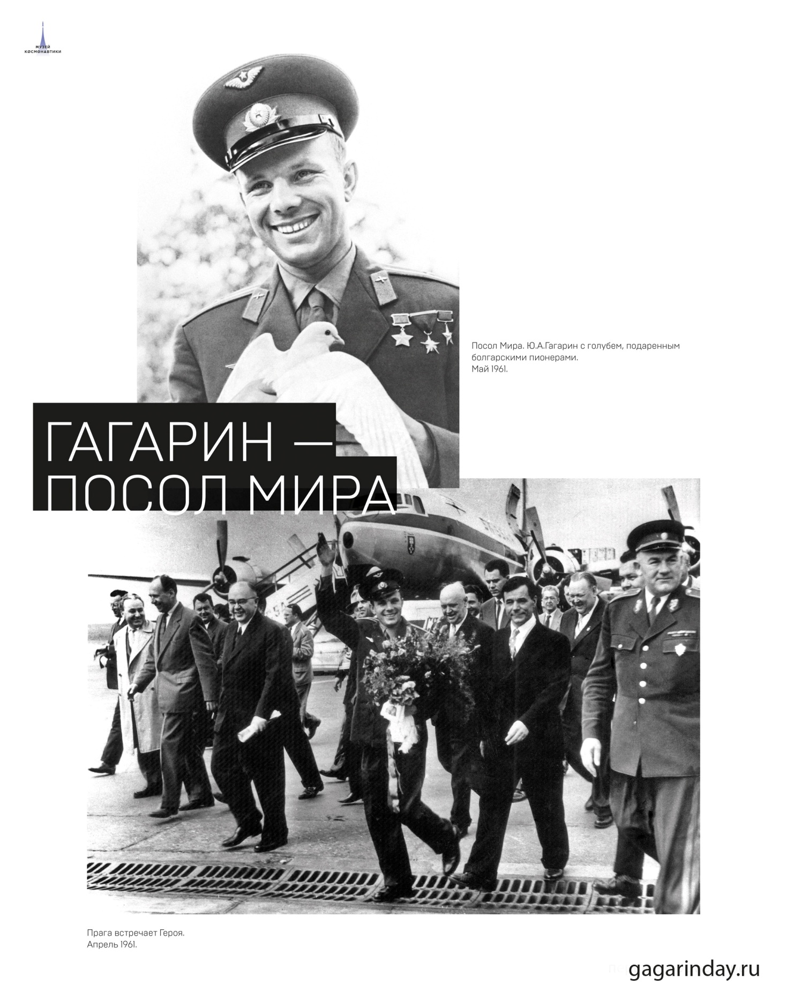 МУЗЕЙ
КОСМОНАВТИКИ
Посол Мира. Ю.А.Гагарин с голубем, подаренным
болгарскими пионерами.
Май 1961.
ГАГАРИН —
ПОСОЛ МИРА
Прага встречает Героя.
Апрель 1961.
gagarinday.ru